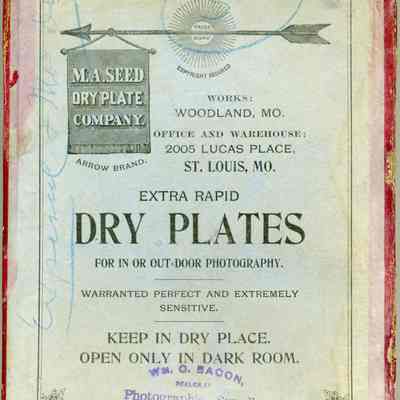 TRADE
MARK
COPYRIGHT SECURED
M.A. SEED
DRY PLATE
COMPANY.
ARROW BRAND.
WORKS:
WOODLAND, MO.
OFFICE AND WAREHOUSE:
2005 LUCAS PLACE,
ST. LOUIS, MO.
EXTRA RAPID
DRY PLATES
FOR IN OR OUT-DOOR PHOTOGRAPHY.
WARRANTED PERFECT AND EXTREMELY
SENSITIVE.
KEEP IN DRY PLACE.
OPEN ONLY IN DARK ROOM.
WM. O. BACON,
DEALER IN
Photographic